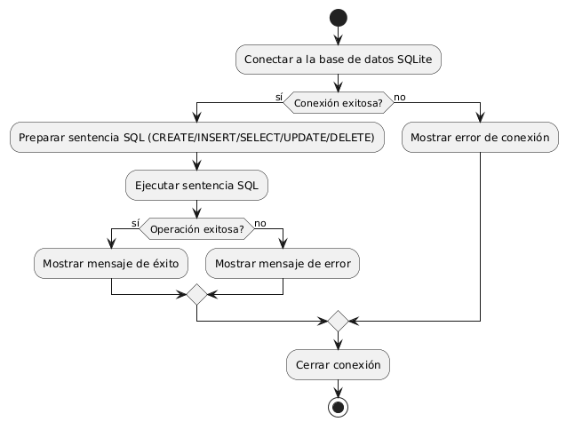 Conectar a la base de datos SQLite
Conexión exitosa?
sí
no
Preparar sentencia SQL (CREATE/INSERT/SELECT/UPDATE/DELETE)
Mostrar error de conexión
Ejecutar sentencia SQL
Operación exitosa?
sí
no
Mostrar mensaje de éxito
Mostrar mensaje de error
Cerrar conexión